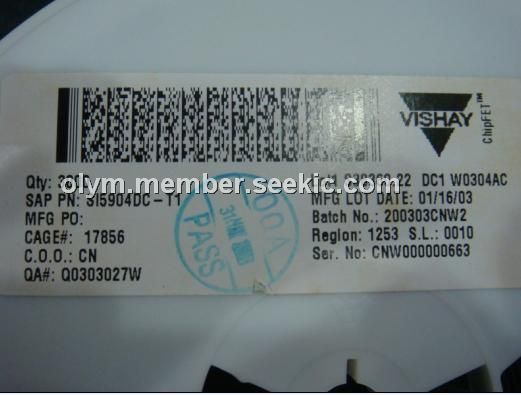 VISHAY
ChipFET™
Qty:
olym.member.seekic.com
DC1 W0304AC
SAP PN: SI5904DC-T1
MFG LOT DATE: 01/16/03
MFG PO:
Batch No.: 200303CNW2
CAGE#: 17856
Region: 1253 S.L.: 0010
C.O.O.: CN
Ser. No: CNW000000663
QA#: Q0303027W
OQA
PASS